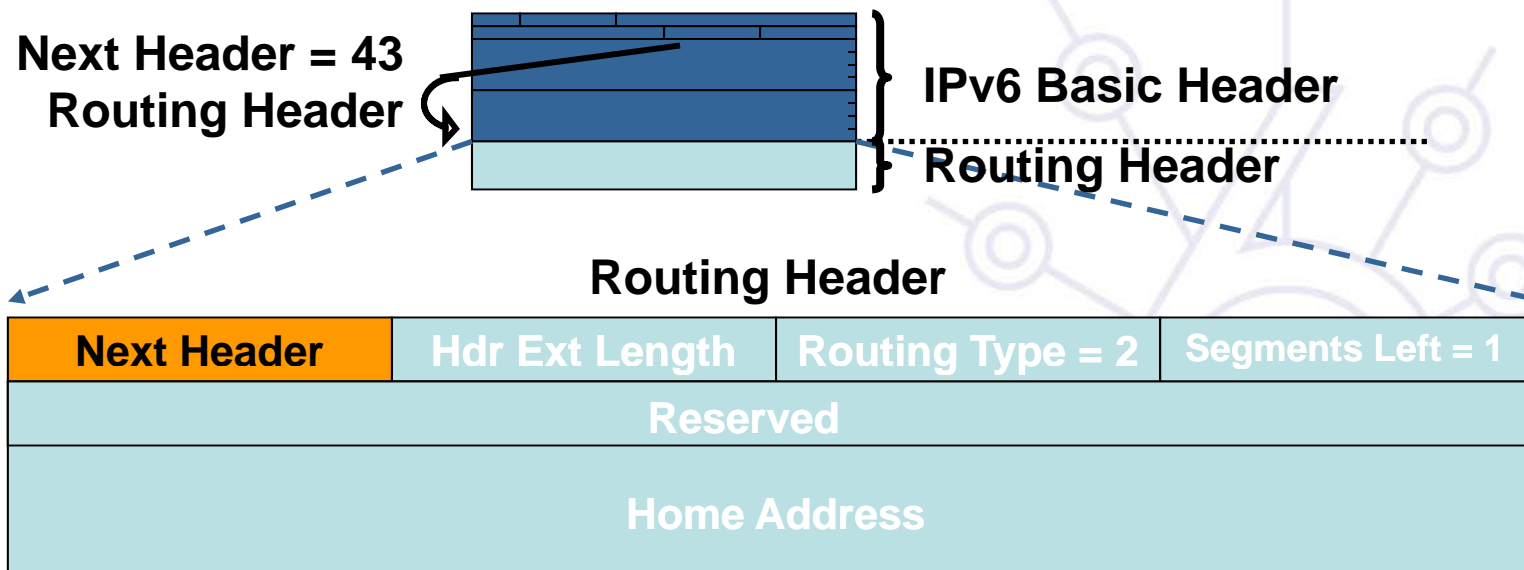 Next Header = 43
Routing Header
IPv6 Basic Header
Routing Header
Routing Header
Next Header
Hdr Ext Length
Routing Type = 2
Segments Left = 1
Reserved
Home Address